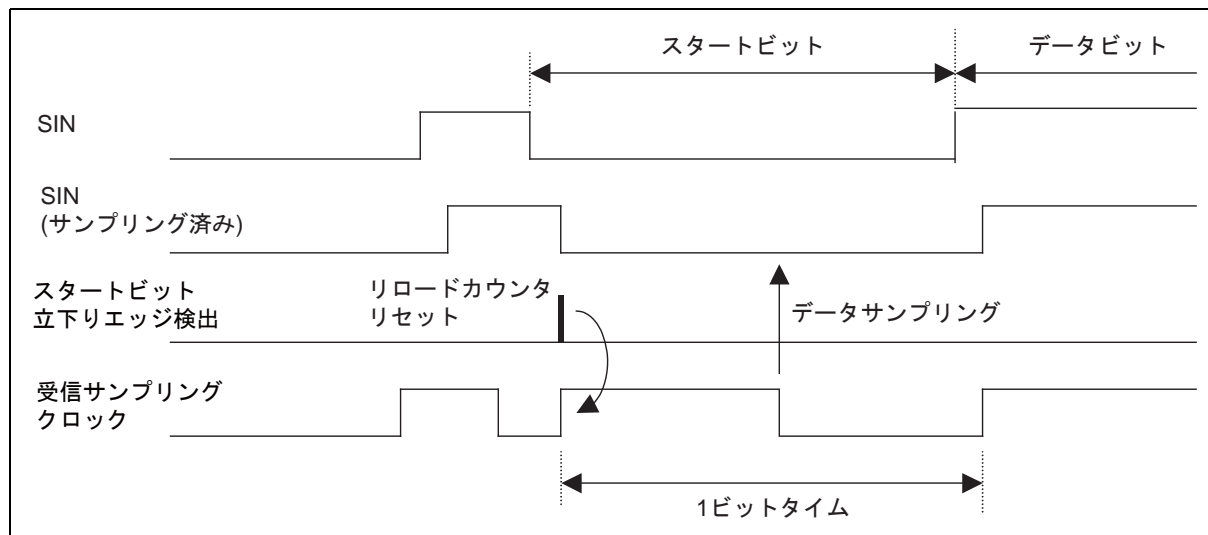 スタートビット
データビット
SIN
SIN
(サンプリング済み)
スタートビット
立下りエッジ検出
リロードカウンタ
リセット
データサンプリング
受信サンプリング
クロック
1ビットタイム